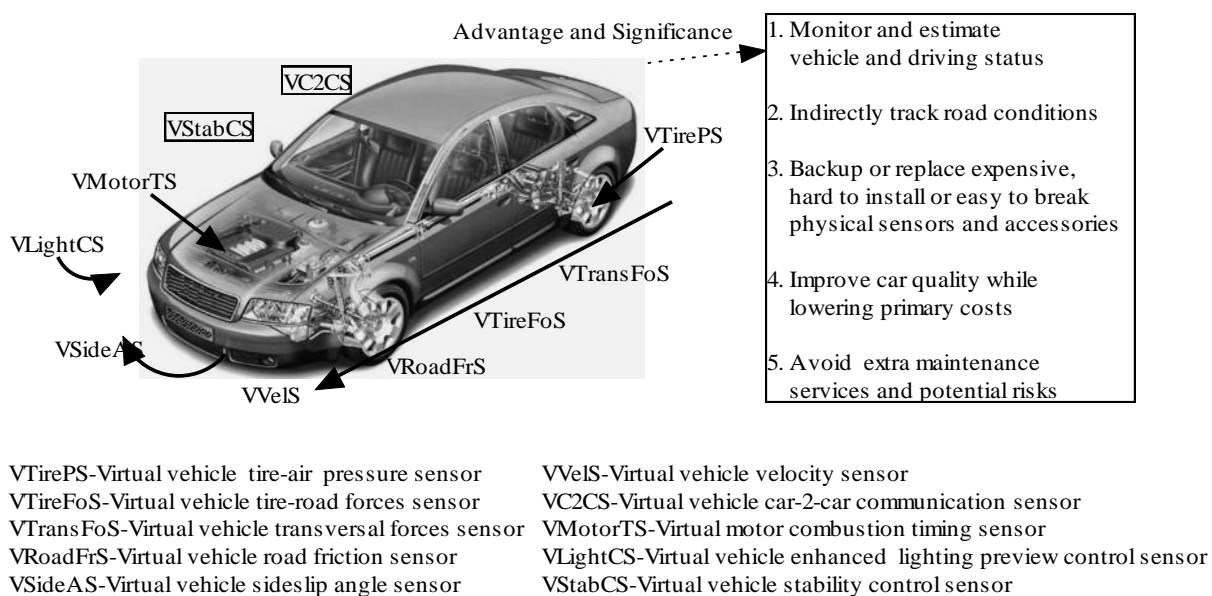 Advantage and Significance
1. Monitor and estimate
vehicle and driving status
2. Indirectly track road conditions
3. Backup or replace expensive,
hard to install or easy to break
physical sensors and accessories
4. Improve car quality while
lowering primary costs
5. Avoid extra maintenance
services and potential risks
VC2CS
VStabCS
VTirePS
VMotorTS
VLightCS
VTransFoS
VTireFoS
VSideAS
VRoadFrS
VVelS
VTirePS-Virtual vehicle tire-air pressure sensor
VTireFoS-Virtual vehicle tire-road forces sensor
VTransFoS-Virtual vehicle transversal forces sensor
VRoadFrS-Virtual vehicle road friction sensor
VSideAS-Virtual vehicle sideslip angle sensor
VVelS-Virtual vehicle velocity sensor
VC2CS-Virtual vehicle car-2-car communication sensor
VMotorTS-Virtual motor combustion timing sensor
VLightCS-Virtual vehicle enhanced lighting preview control sensor
VStabCS-Virtual vehicle stability control sensor